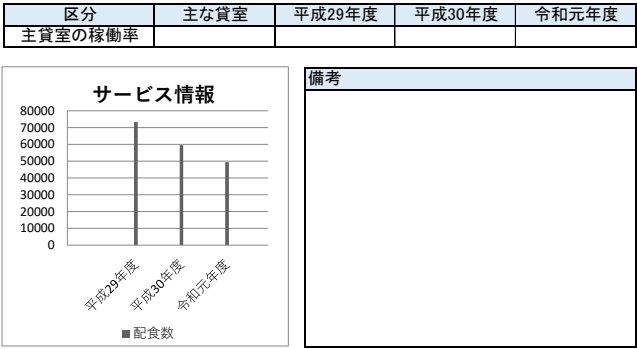 区分 主な貸室 平成29年度 平成30年度 令和元年度
主貸室の稼働率
サービス情報
80000
70000
60000
50000
40000
30000
20000
10000
0
平成29年度 平成30年度 令和元年度
■配食数
備考